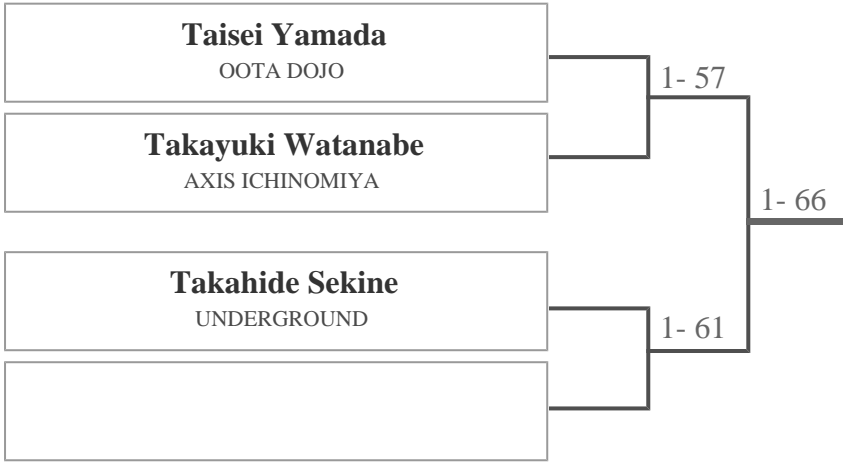 Taisei Yamada
OOTA DOJO
1- 57
Takayuki Watanabe
AXIS ICHINOMIYA
1- 66
Takahide Sekine
UNDERGROUND
1- 61